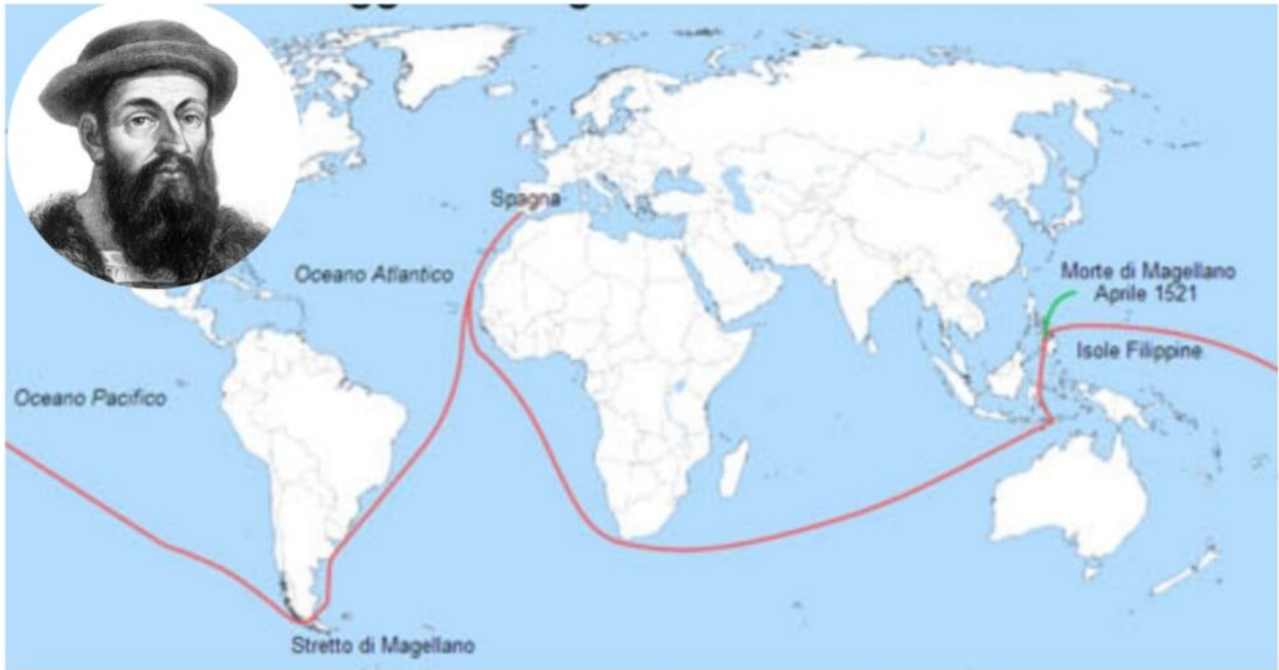 Spagna
Oceano Atlantico
Morte di Magellano
Aprile 1521
Isole Filippine
Oceano Pacifico
Stretto di Magellano